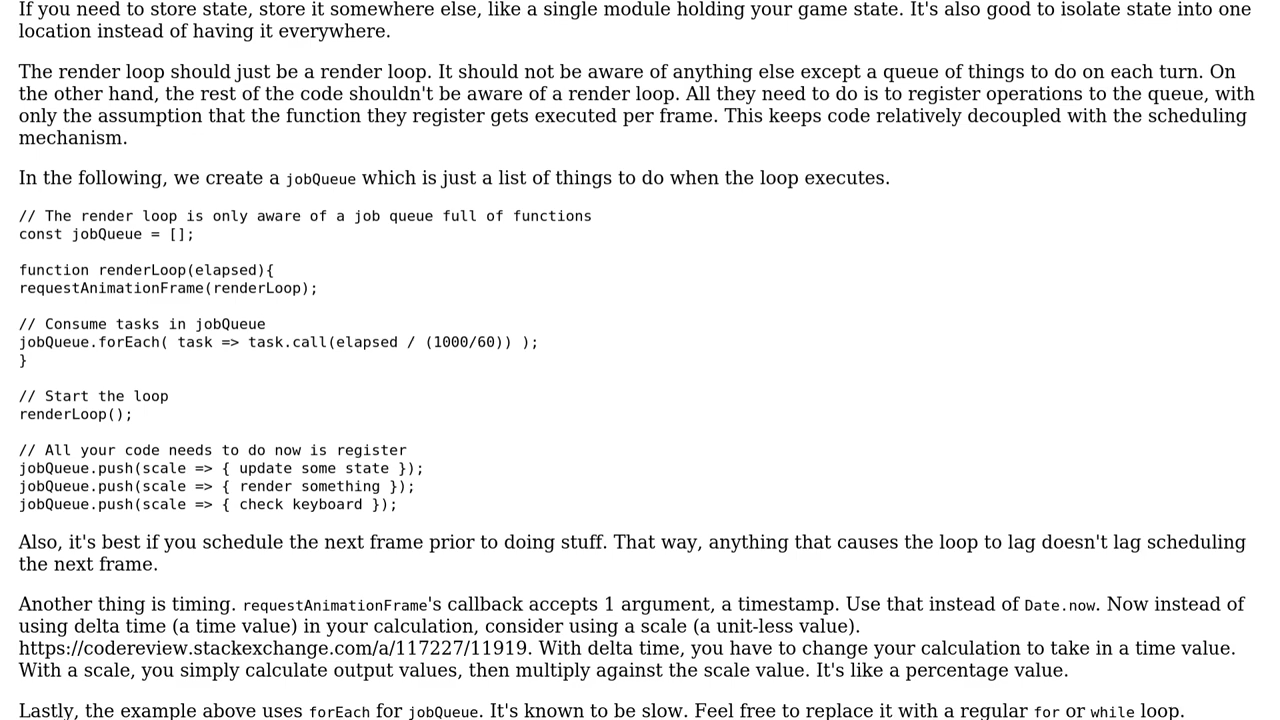 If you need to store state, store it somewhere else, like a single module holding your game state. It's also good to isolate state into one
location instead of having it everywhere.
The render loop should just be a render loop. It should not be aware of anything else except a queue of things to do on each turn. On
the other hand, the rest of the code shouldn't be aware of a render loop. All they need to do is to register operations to the queue, with
only the assumption that the function they register gets executed per frame. This keeps code relatively decoupled with the scheduling
mechanism.
In the following, we create a jobQueue which is just a list of things to do when the loop executes.
// The render loop is only aware of a job queue full of functions
const jobQueue = [];
function renderLoop(elapsed){
requestAnimationFrame(renderLoop);
// Consume tasks in jobQueue
jobQueue.forEach( task => task.call(elapsed / (1000/60)) );
}
// Start the loop
renderLoop();
// All your code needs to do now is register
jobQueue.push(scale => { update some state });
jobQueue.push(scale => { render something });
jobQueue.push(scale => { check keyboard });
Also, it's best if you schedule the next frame prior to doing stuff. That way, anything that causes the loop to lag doesn't lag scheduling
the next frame.
Another thing is timing. requestAnimationFrame's callback accepts 1 argument, a timestamp. Use that instead of Date.now. Now instead of
using delta time (a time value) in your calculation, consider using a scale (a unit-less value).
https://codereview.stackexchange.com/a/117227/11919. With delta time, you have to change your calculation to take in a time value.
With a scale, you simply calculate output values, then multiply against the scale value. It's like a percentage value.
Lastly, the example above uses forEach for jobQueue. It's known to be slow. Feel free to replace it with a regular for or while loop.